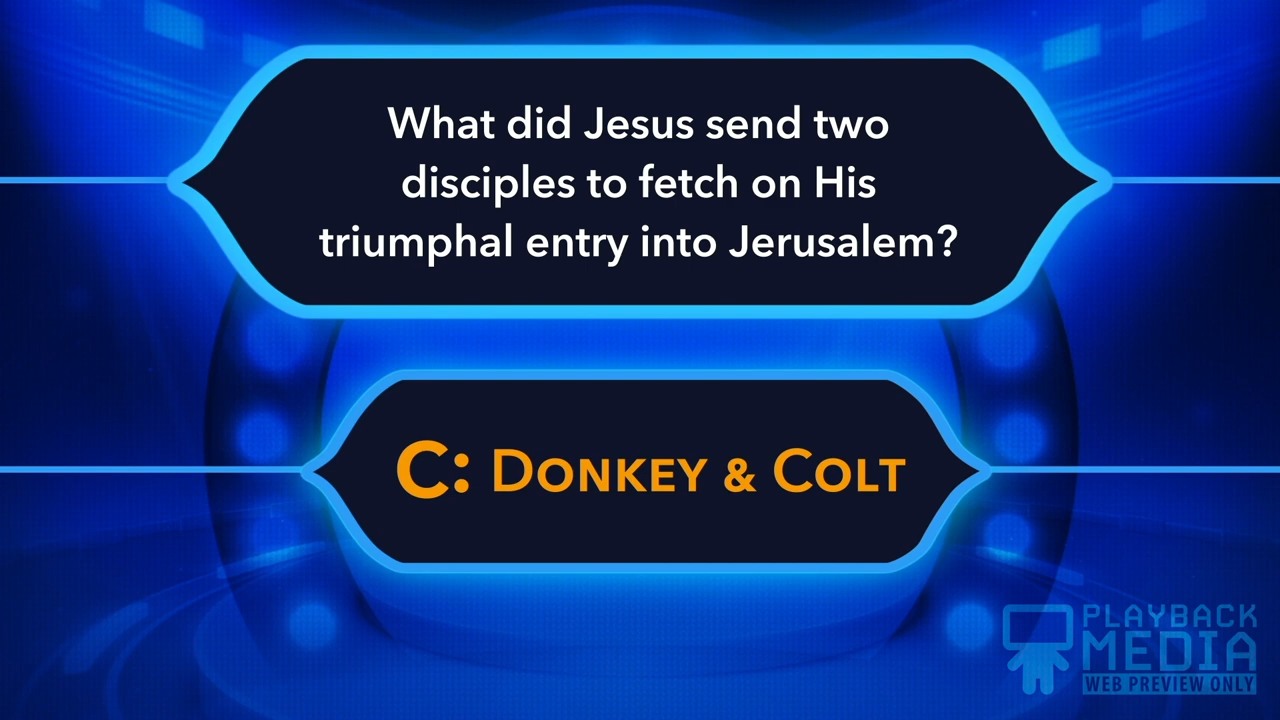 What did Jesus send two
disciples to fetch on His
triumphal entry into Jerusalem?
C: Donkey & Colt
PLAYBACK
MEDIA
WEB PREVIEW ONLY